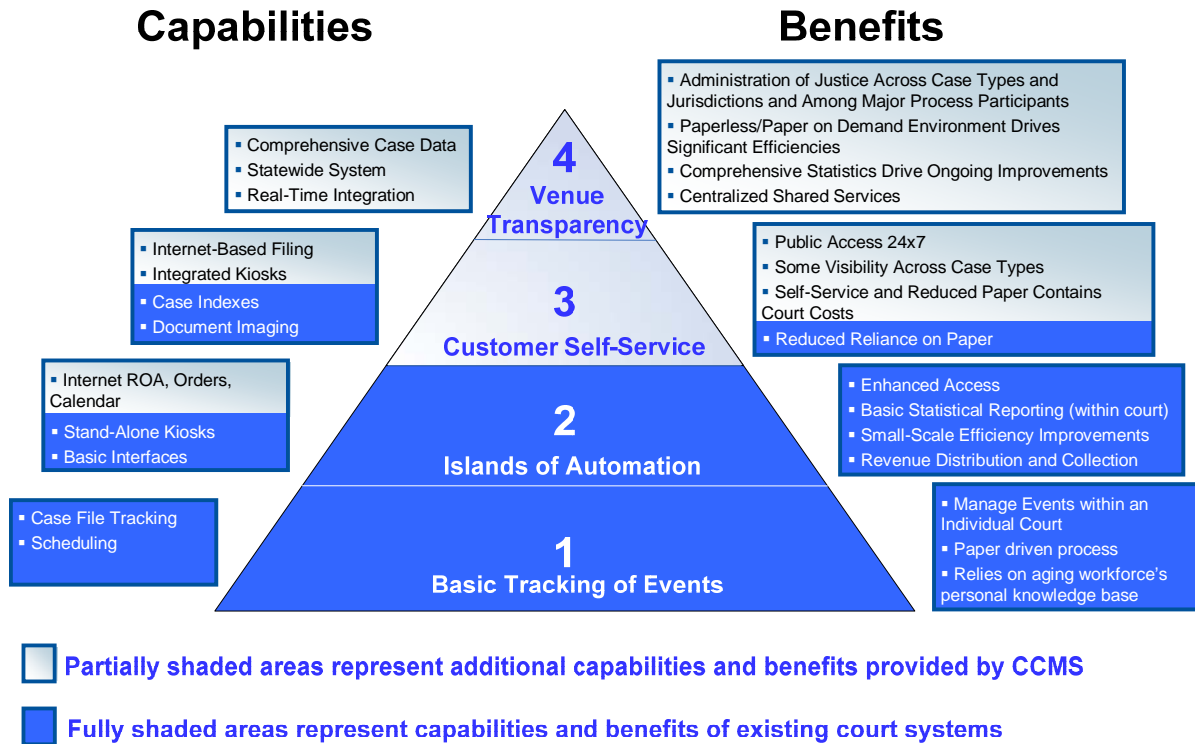 Capabilities
Benefits
▪ Comprehensive Case Data
▪ Statewide System
▪ Real-Time Integration
▪ Internet-Based Filing
▪ Integrated Kiosks
▪ Case Indexes
▪ Document Imaging
▪ Internet ROA, Orders,
Calendar
▪ Stand-Alone Kiosks
▪ Basic Interfaces
▪ Case File Tracking
▪ Scheduling
4
Venue
Transparency
3
Customer Self-Service
2
Islands of Automation
1
Basic Tracking of Events
▪ Administration of Justice Across Case Types and
Jurisdictions and Among Major Process Participants
▪ Paperless/Paper on Demand Environment Drives
Significant Efficiencies
▪ Comprehensive Statistics Drive Ongoing Improvements
▪ Centralized Shared Services
▪ Public Access 24x7
▪ Some Visibility Across Case Types
▪ Self-Service and Reduced Paper Contains
Court Costs
▪ Reduced Reliance on Paper
▪ Enhanced Access
▪ Basic Statistical Reporting (within court)
▪ Small-Scale Efficiency Improvements
▪ Revenue Distribution and Collection
▪ Manage Events within an
Individual Court
▪ Paper driven process
▪ Relies on aging workforce's
personal knowledge base
Partially shaded areas represent additional capabilities and benefits provided by CCMS
Fully shaded areas represent capabilities and benefits of existing court systems